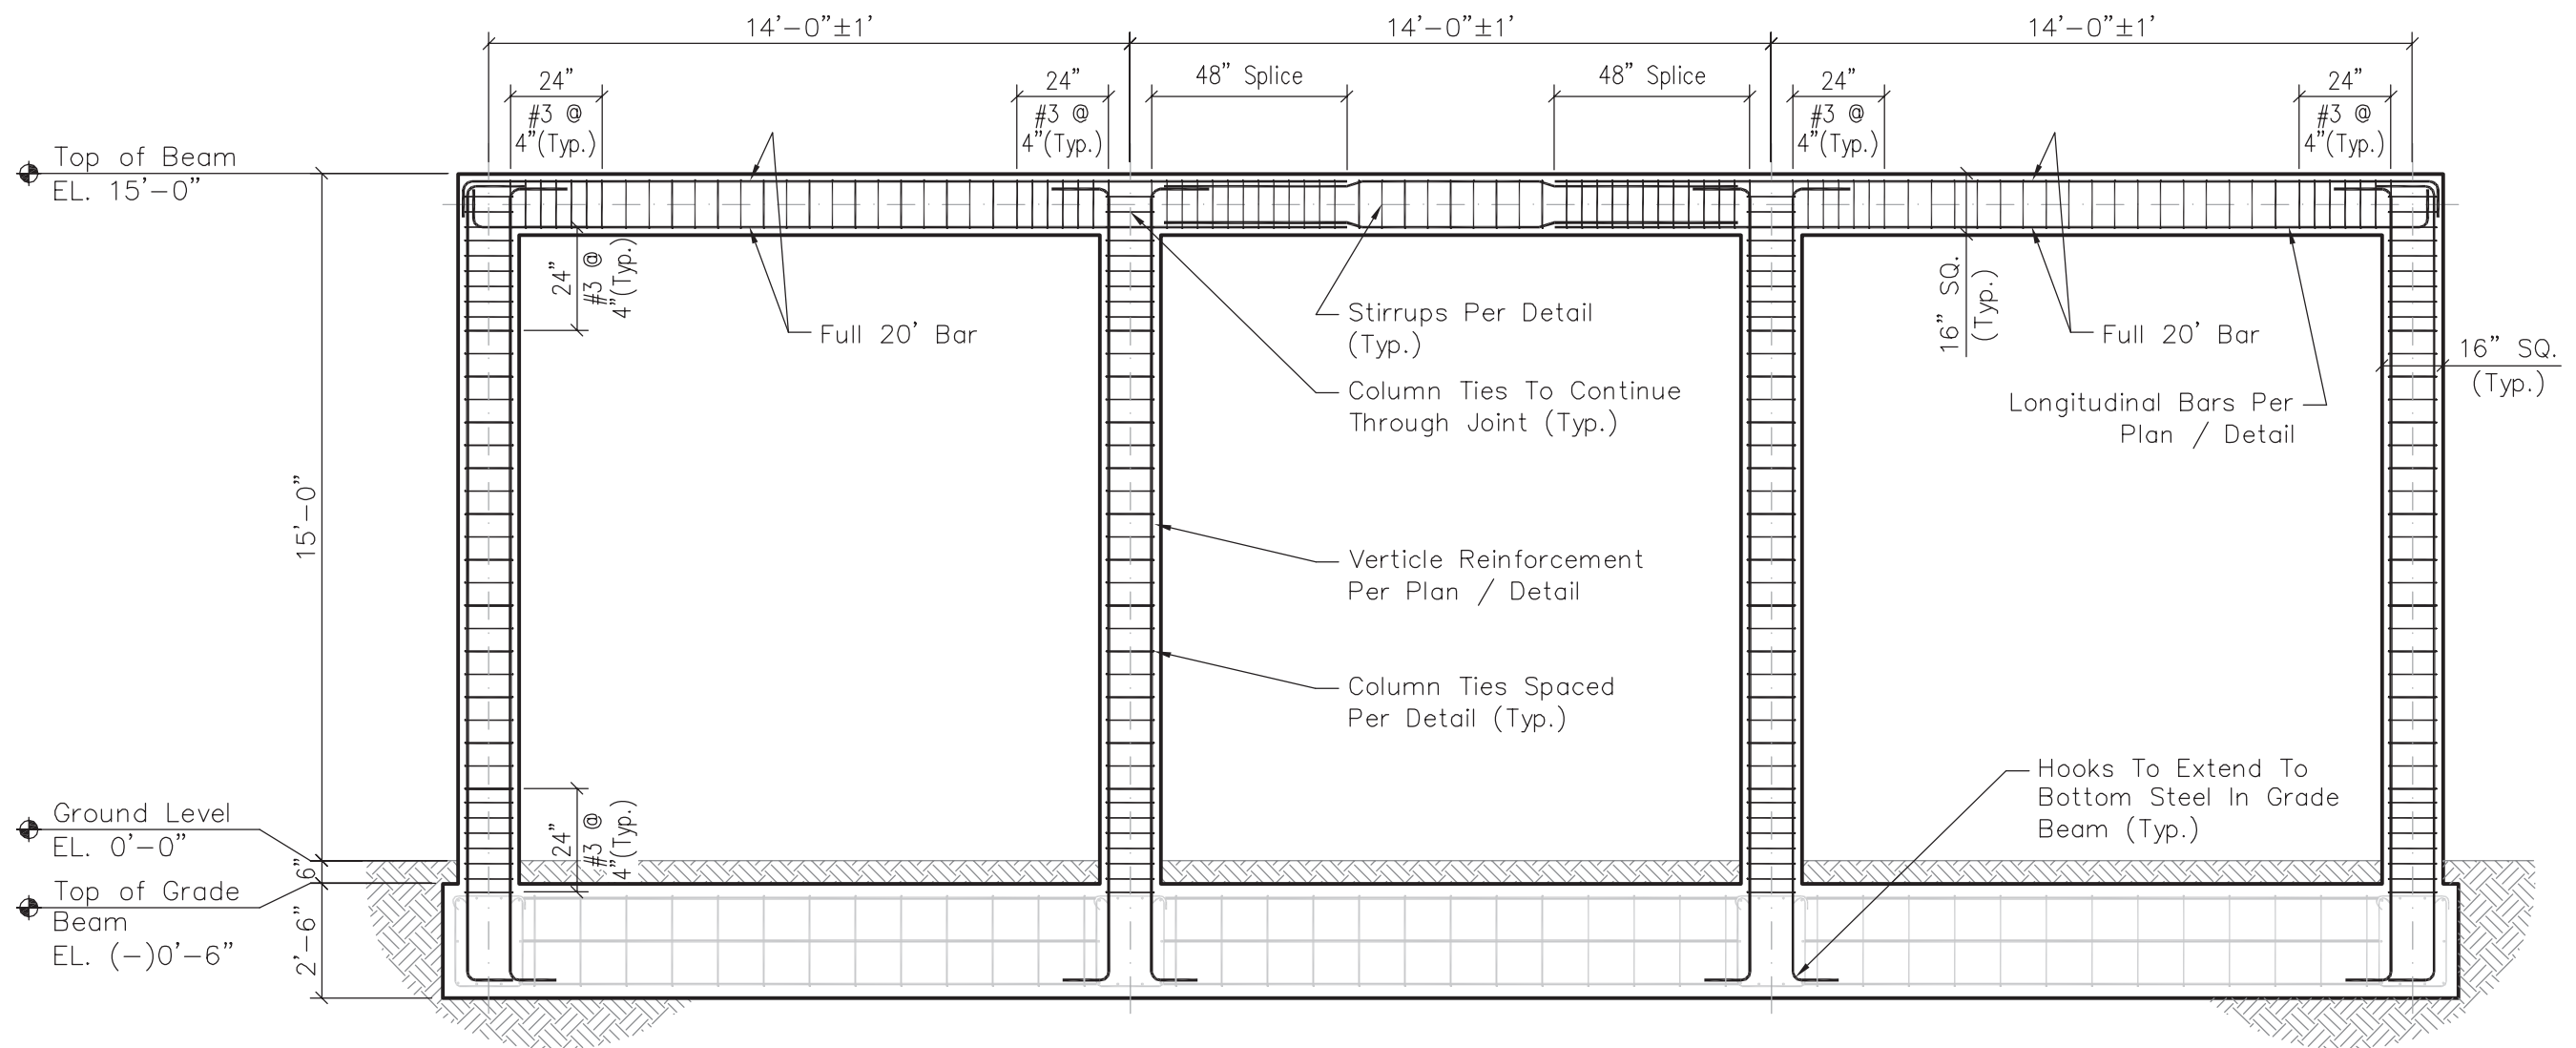 14'-0"±1'
14'-0"±1'
14'-0"±1'
24"
#3 @
4"(Typ.)
24"
#3 @
4"(Typ.)
48" Splice
48" Splice
24"
#3 @
4"(Typ.)
24"
#3 @
4"(Typ.)
Top of Beam
EL. 15'-0"
24"
#3 @
4"(Typ.)
Full 20' Bar
Stirrups Per Detail
(Typ.)
Column Ties To Continue
Through Joint (Typ.)
16" SQ.
(Typ.)
Full 20' Bar
16" SQ.
(Typ.)
Longitudinal Bars Per
Plan / Detail
15'-0"
Verticle Reinforcement
Per Plan / Detail
Column Ties Spaced
Per Detail (Typ.)
Hooks To Extend To
Bottom Steel In Grade
Beam (Typ.)
24"
#3 @
4"(Typ.)
Ground Level
EL. 0'-0"
6"
Top of Grade
Beam
EL. (-)0'-6"
2'-6"